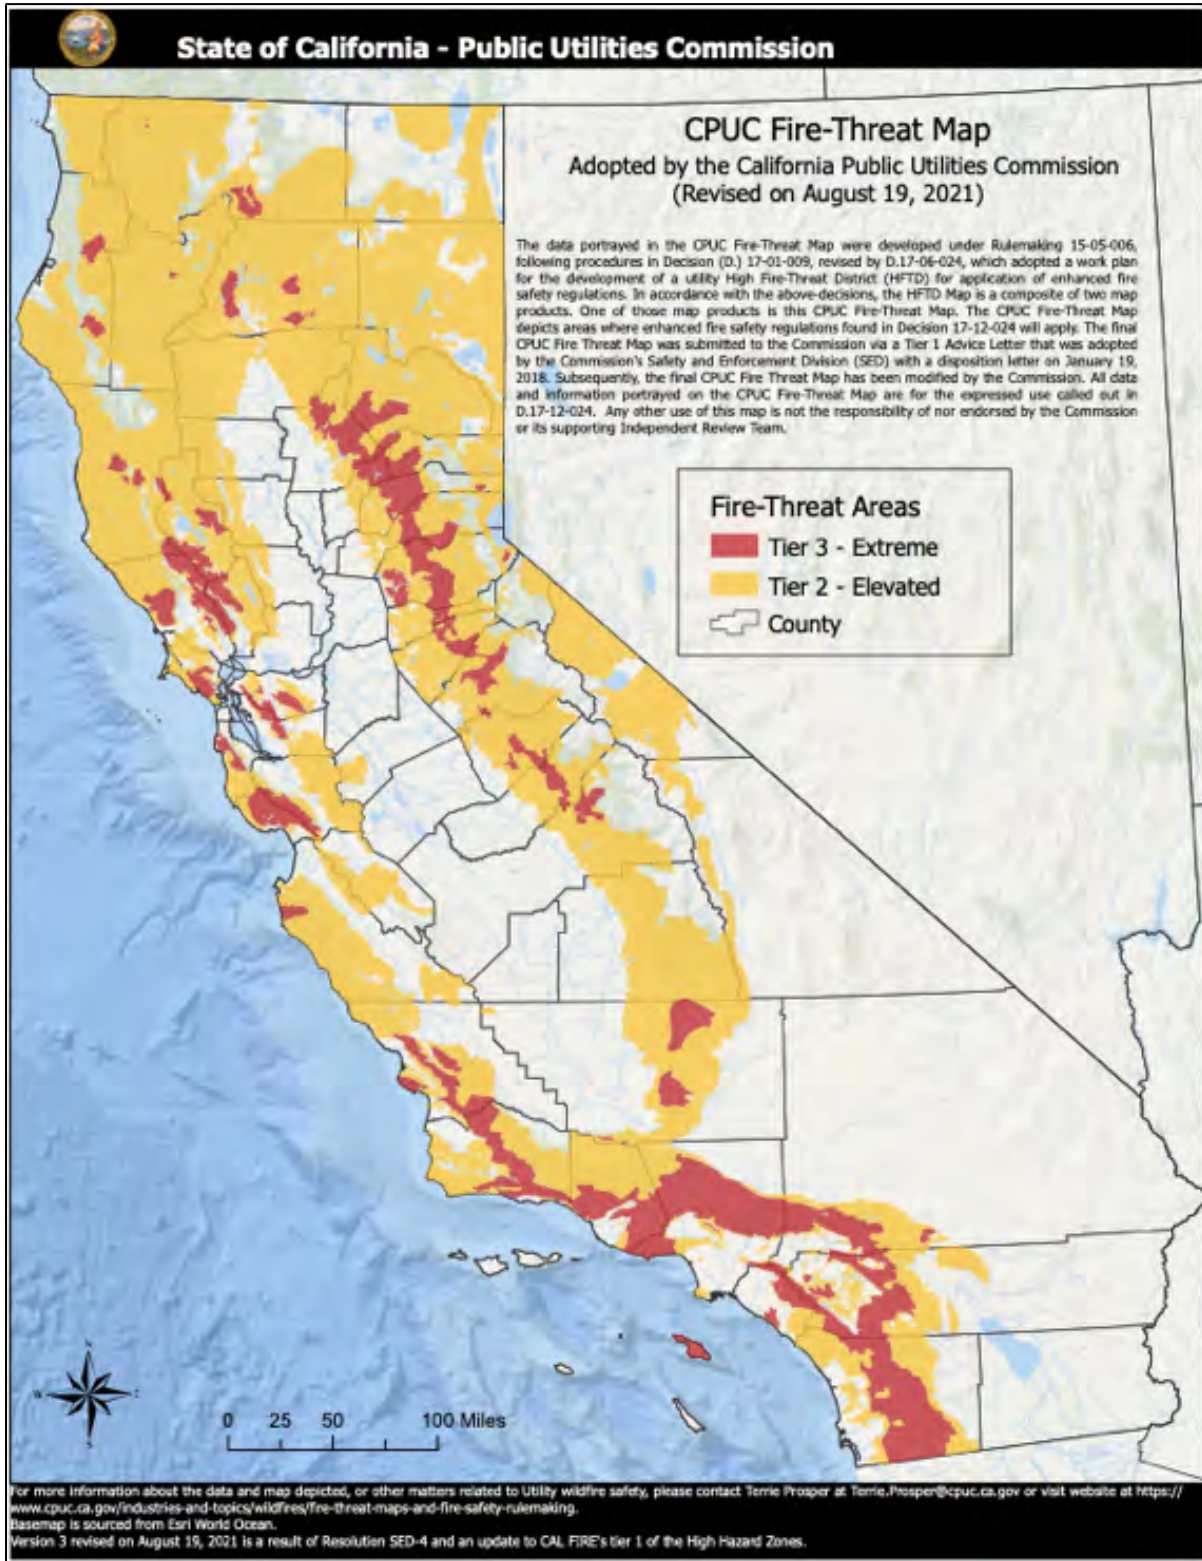 State of California - Public Utilities Commission
CPUC Fire-Threat Map
Adopted by the California Public Utilities Commission
(Revised on August 19, 2021)
The data portrayed in the CPUC Fire-Threat Map were developed under Rulemaking 15-05-006,
following procedures in Decision (D.) 17-01-009, revised by D.17-06-024, which adopted a work plan
for the development of a utility High Fire-Threat District (HFTD) for application of enhanced fire
safety regulations. In accordance with the above-decisions, the HFTD Map is a composite of two map
products. One of those map products is this CPUC Fire-Threat Map. The CPUC Fire-Threat Map
depicts areas where enhanced fire safety regulations found in Decision 17-12-024 will apply. The final
CPUC Fire Threat Map was submitted to the Commission via a Tier 1 Advice Letter that was adopted
by the Commission's Safety and Enforcement Division (SED) with a disposition letter on January 19,
2018. Subsequently, the final CPUC Fire Threat Map has been modified by the Commission. All data
and information portrayed on the CPUC Fire-Threat Map are for the expressed use called out in
D.17-12-024. Any other use of this map is not the responsibility of nor endorsed by the Commission
or its supporting Independent Review Team.
Fire-Threat Areas
Tier 3 - Extreme
Tier 2 - Elevated
County
N
W E
S
0 25 50 100 Miles
For more information about the data and map depicted, or other matters related to Utility wildfire safety, please contact Terrie Prosper at Terrie.Prosper@cpuc.ca.gov or visit website at https://
www.cpuc.ca.gov/industries-and-topics/wildfires/fire-threat-maps-and-fire-safety-rulemaking.
Basemap is sourced from Esri World Ocean.
Version 3 revised on August 19, 2021 is a result of Resolution SED-4 and an update to CAL FIRE's tier 1 of the High Hazard Zones.